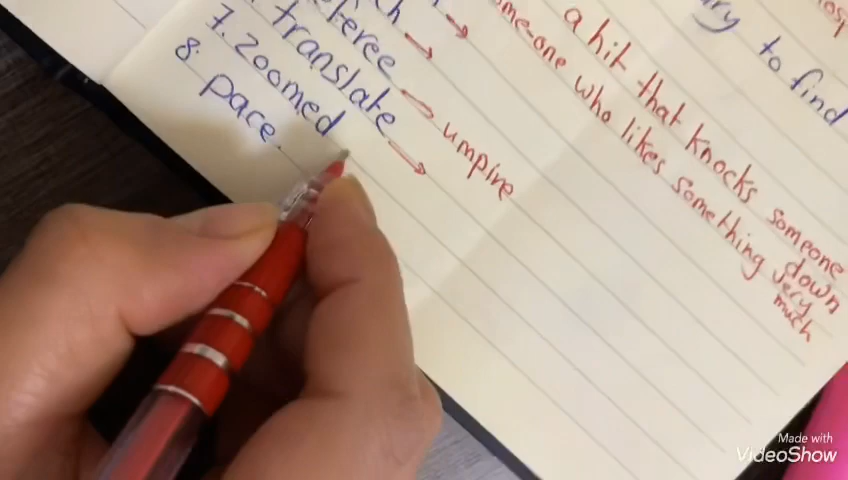 to find
a hit that knocks someone down
some-one who likes something very much
referee → umpire
translate →
7. Zoomed
8. pace.
Made with
VideoShow